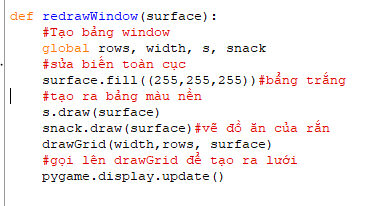 def redrawWindow(surface):
#Tạo bảng window
global rows, width, s, snack
#sửa biến toàn cục
surface.fill((255,255,255))#bảng trắng
#tạo ra bảng màu nền
s.draw(surface)
snack.draw(surface)#vẽ đồ ăn của rắn
drawGrid(width,rows, surface)
#gọi lên drawGrid để tạo ra lưới
pygame.display.update()